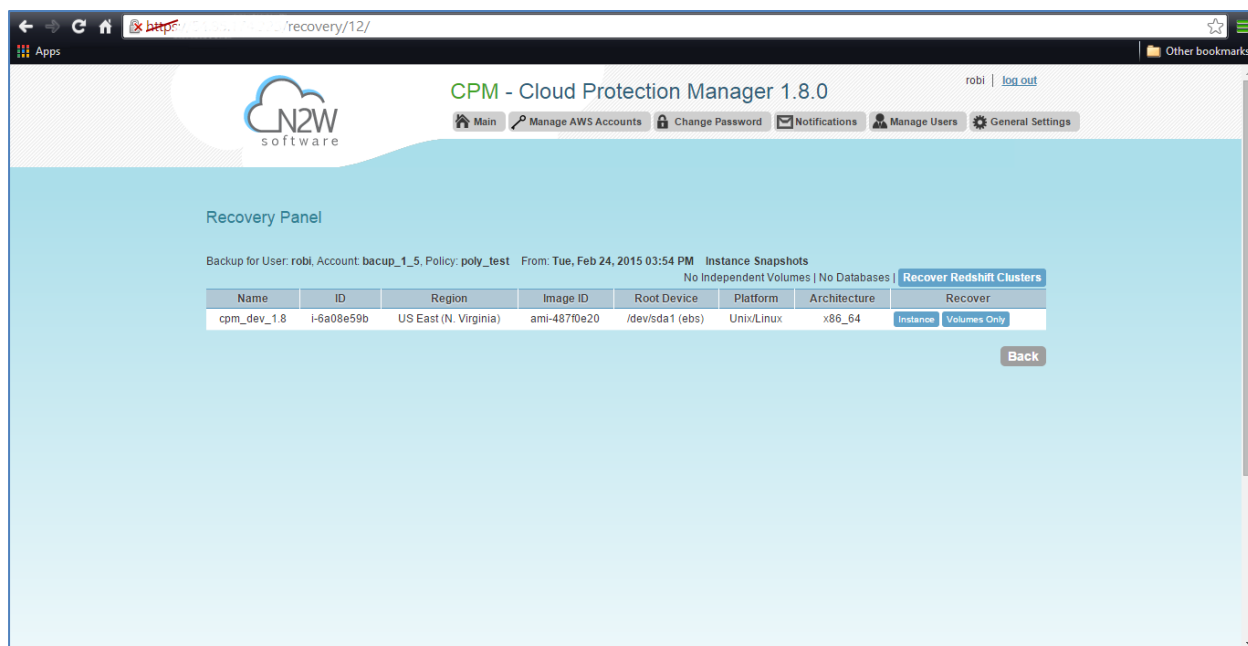 https: /recovery/12/
Apps
Other bookmarks
N2W
software
CPM - Cloud Protection Manager 1.8.0
robi | log out
Main Manage AWS Accounts Change Password Notifications Manage Users General Settings
Recovery Panel
Backup for User: robi, Account: bacup_1_5, Policy: poly_test From: Tue, Feb 24, 2015 03:54 PM Instance Snapshots
No Independent Volumes | No Databases | Recover Redshift Clusters
Name ID Region Image ID Root Device Platform Architecture Recover
cpm_dev_1.8 i-6a08e59b US East (N. Virginia) ami-487f0e20 /dev/sda1 (ebs) Unix/Linux x86_64 Instance Volumes Only
Back